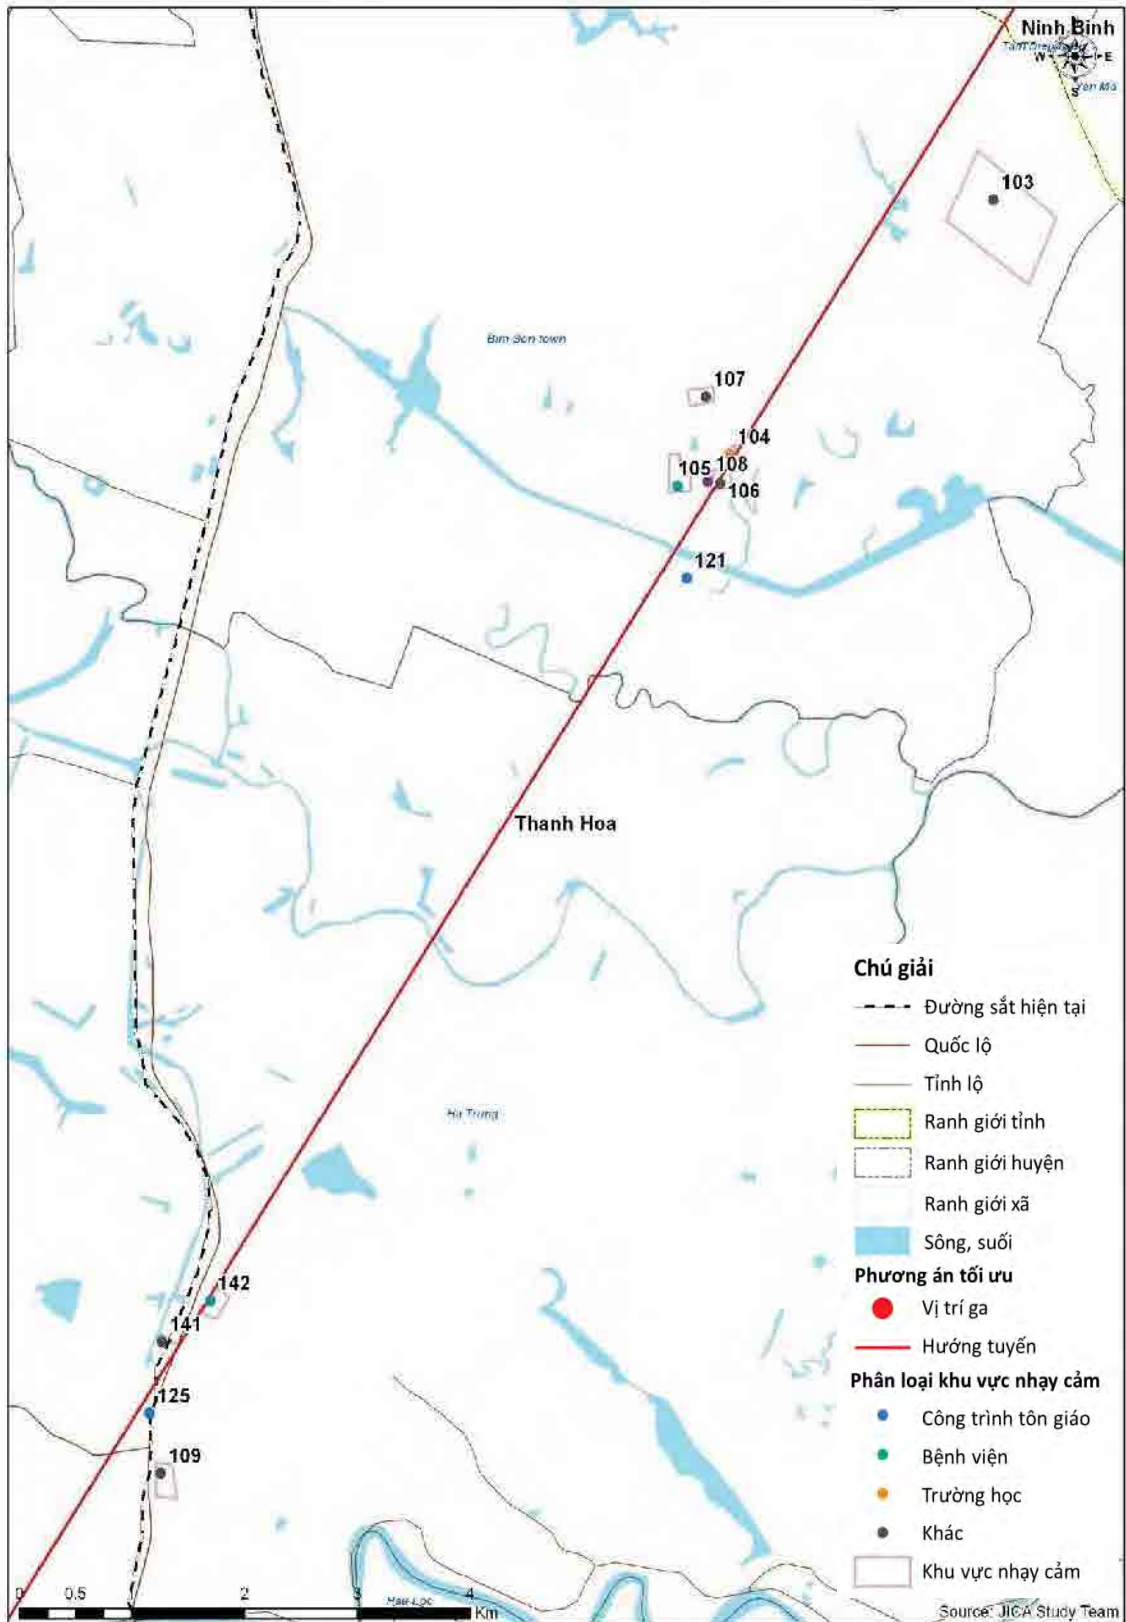 Ninh Binh
W E
S
Yen Mo
103
Bim Son town
107
104
105 108
106
121
Thanh Hoa
Chú giải
Đường sắt hiện tại
Quốc lộ
Tỉnh lộ
Ranh giới tỉnh
Ranh giới huyện
Ranh giới xã
Sông, suối
Phương án tối ưu
Vị trí ga
Hướng tuyến
Phân loại khu vực nhạy cảm
Công trình tôn giáo
Bệnh viện
Trường học
Khác
Khu vực nhạy cảm
Ha Trung
142
141
125
109
0 0.5 2 3 4
Km
Hau Loc
Source: JICA Study Team